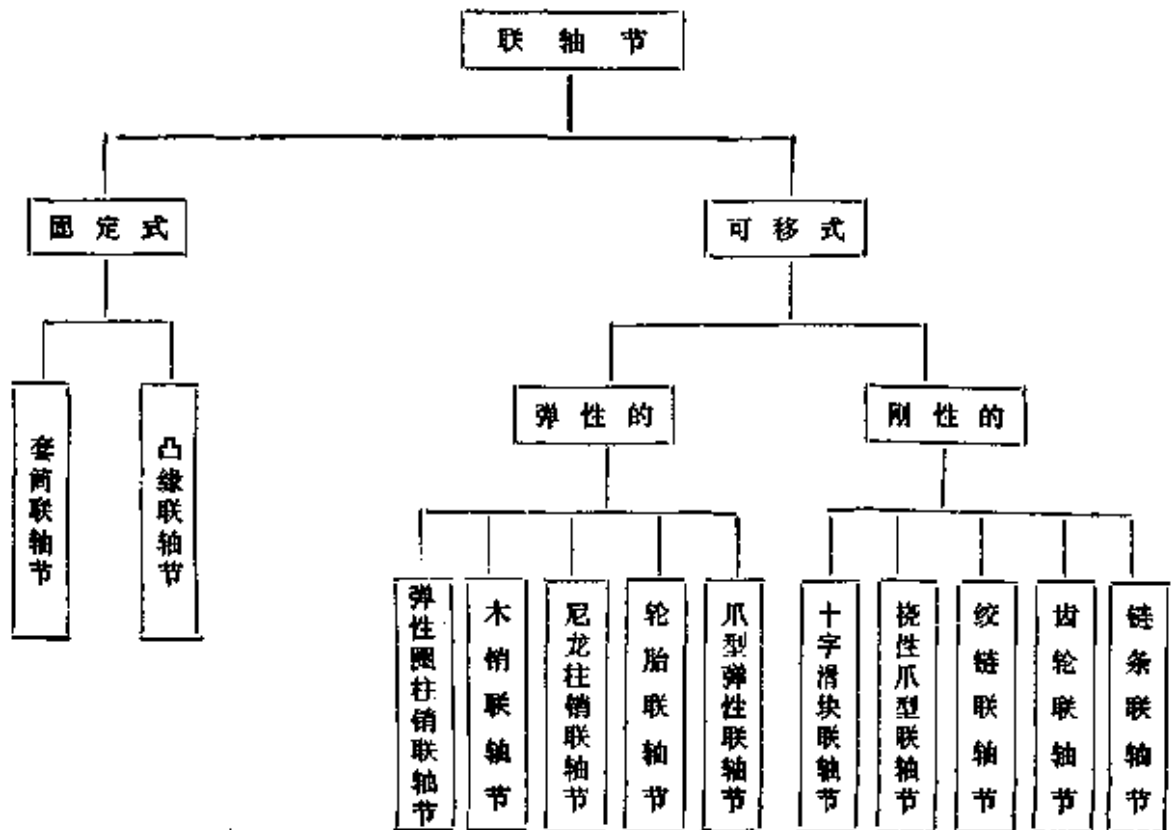 联轴节
固定式
可移式
弹性的
刚性的
套筒联轴节
凸缘联轴节
弹性圈柱销联轴节
木销联轴节
尼龙柱销联轴节
轮胎联轴节
爪型弹性联轴节
十字滑块联轴节
挠性爪型联轴节
绞链联轴节
齿轮联轴节
链条联轴节